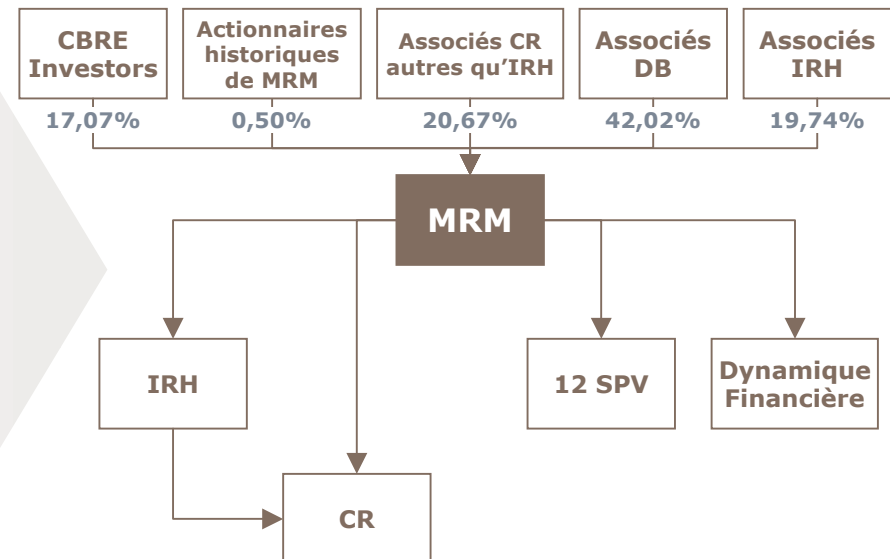 CBRE
Investors
Actionnaires
historiques
de MRM
Associés CR
autres qu'IRH
Associés
DB
Associés
IRH
17,07%
0,50%
20,67%
42,02%
19,74%
MRM
IRH
12 SPV
Dynamique
Financière
CR